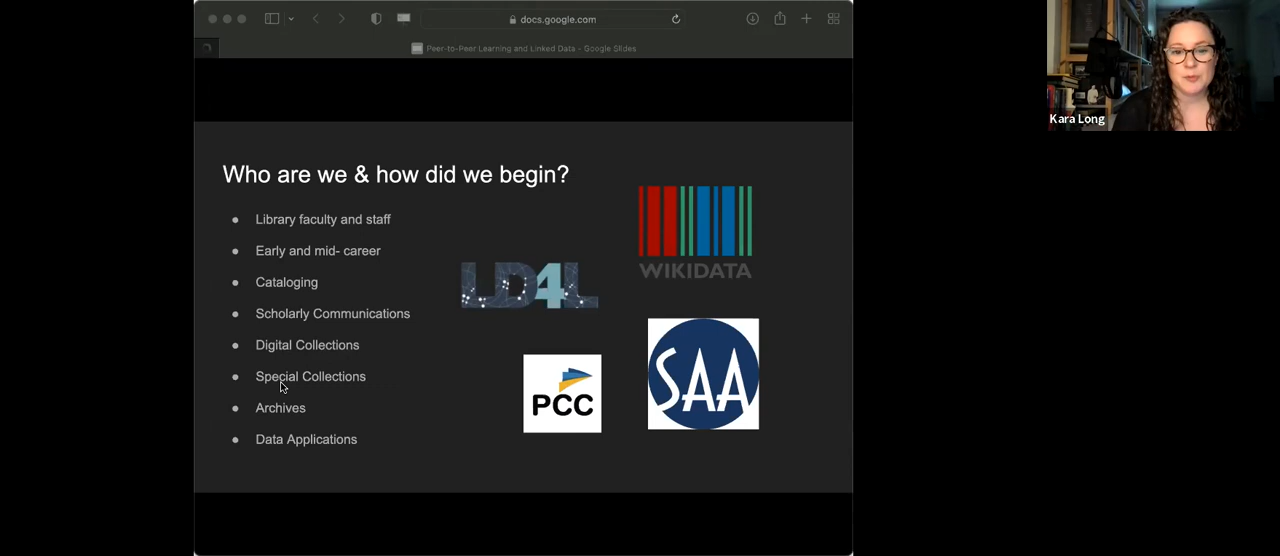 docs.google.com
Peer-to-Peer Learning and Linked Data - Google Slides
Kara Long
Who are we & how did we begin?
● Library faculty and staff
● Early and mid- career
● Cataloging
● Scholarly Communications
● Digital Collections
● Special Collections
● Archives
● Data Applications
WIKIDATA
LD4L
PCC
SAA